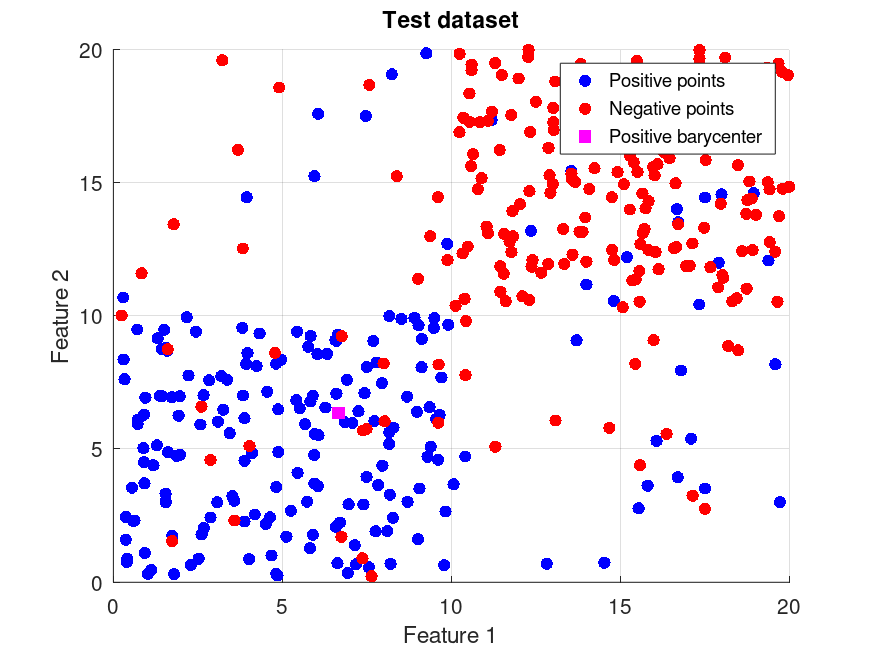 Test dataset
20
15
10
5
0
Feature 2
Positive points
Negative points
Positive barycenter
0 5 10 15 20
Feature 1